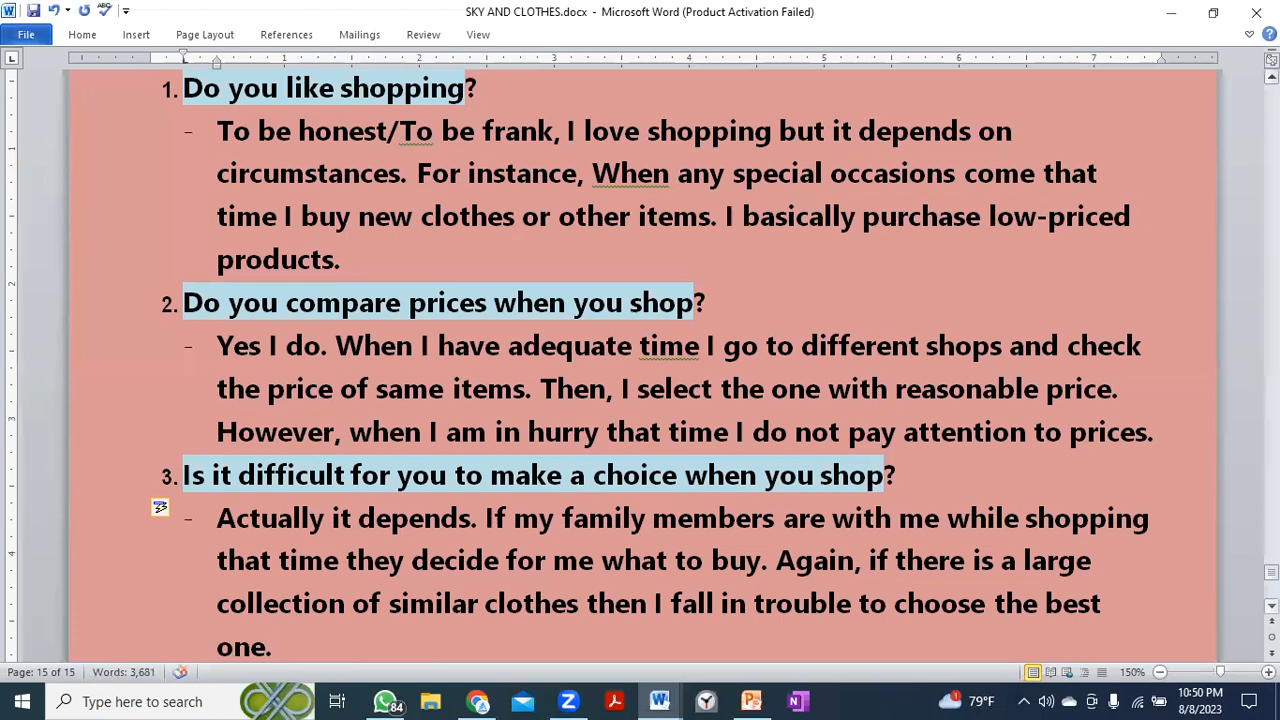 SKY AND CLOTHES.docx - Microsoft Word (Product Activation Failed)
File Home Insert Page Layout References Mailings Review View
1 2 3 4 5 6 7
1. Do you like shopping?
- To be honest/To be frank, I love shopping but it depends on
circumstances. For instance, When any special occasions come that
time I buy new clothes or other items. I basically purchase low-priced
products.
2. Do you compare prices when you shop?
- Yes I do. When I have adequate time I go to different shops and check
the price of same items. Then, I select the one with reasonable price.
However, when I am in hurry that time I do not pay attention to prices.
3. Is it difficult for you to make a choice when you shop?
- Actually it depends. If my family members are with me while shopping
that time they decide for me what to buy. Again, if there is a large
collection of similar clothes then I fall in trouble to choose the best
one.
Page: 15 of 15 Words: 3,681 150%
Type here to search 84 1 79°F 10:50 PM
8/8/2023